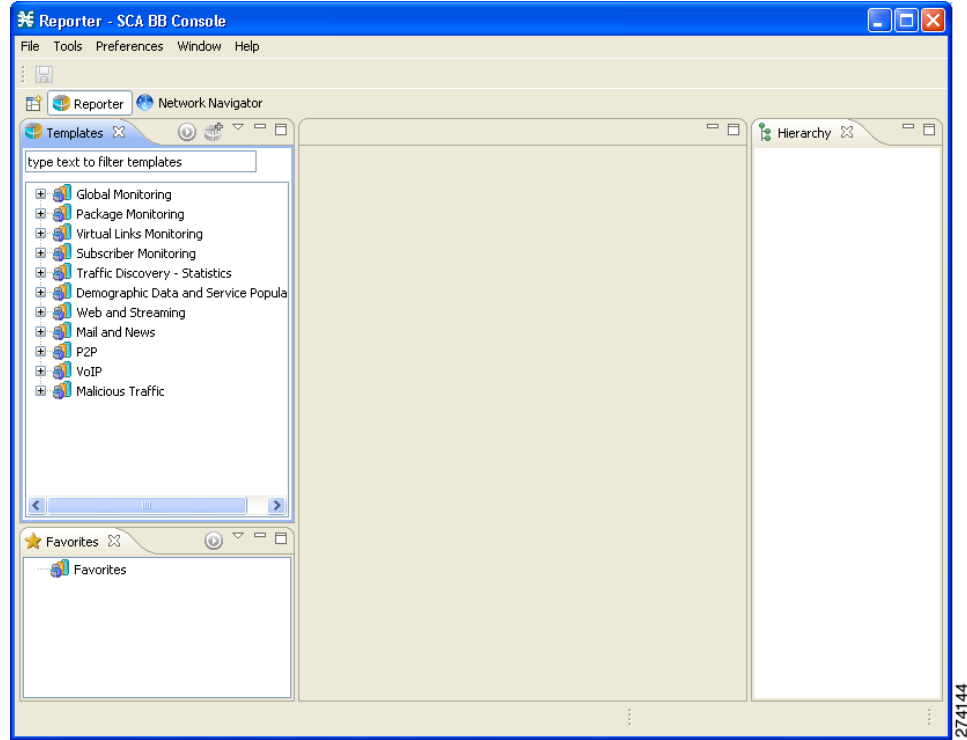 Reporter - SCA BB Console
File Tools Preferences Window Help
Reporter Network Navigator
Templates
Hierarchy
type text to filter templates
Global Monitoring
Package Monitoring
Virtual Links Monitoring
Subscriber Monitoring
Traffic Discovery - Statistics
Demographic Data and Service Popula
Web and Streaming
Mail and News
P2P
VoIP
Malicious Traffic
Favorites
Favorites
274144